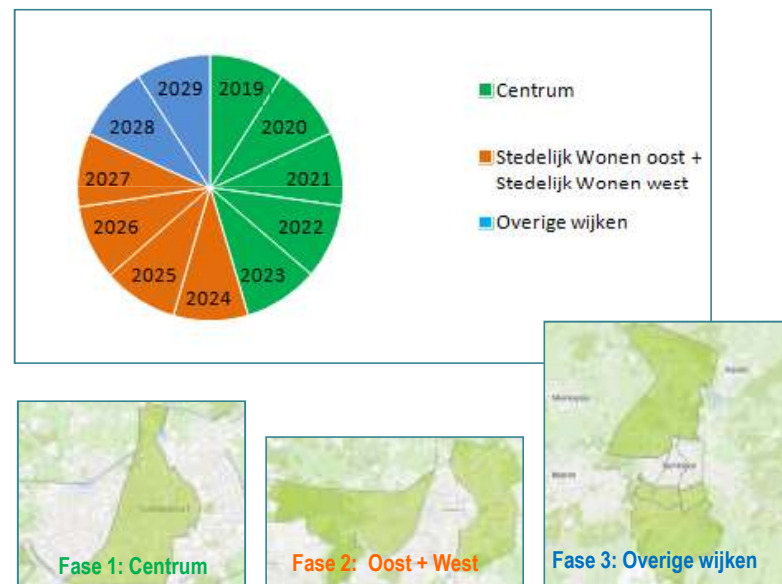 2019
2020
2021
2022
2023
2024
2025
2026
2027
2028
2029
Centrum
Stedelijk Wonen oost +
Stedelijk Wonen west
Overige wijken
Fase 1: Centrum
Fase 2: Oost + West
Fase 3: Overige wijken